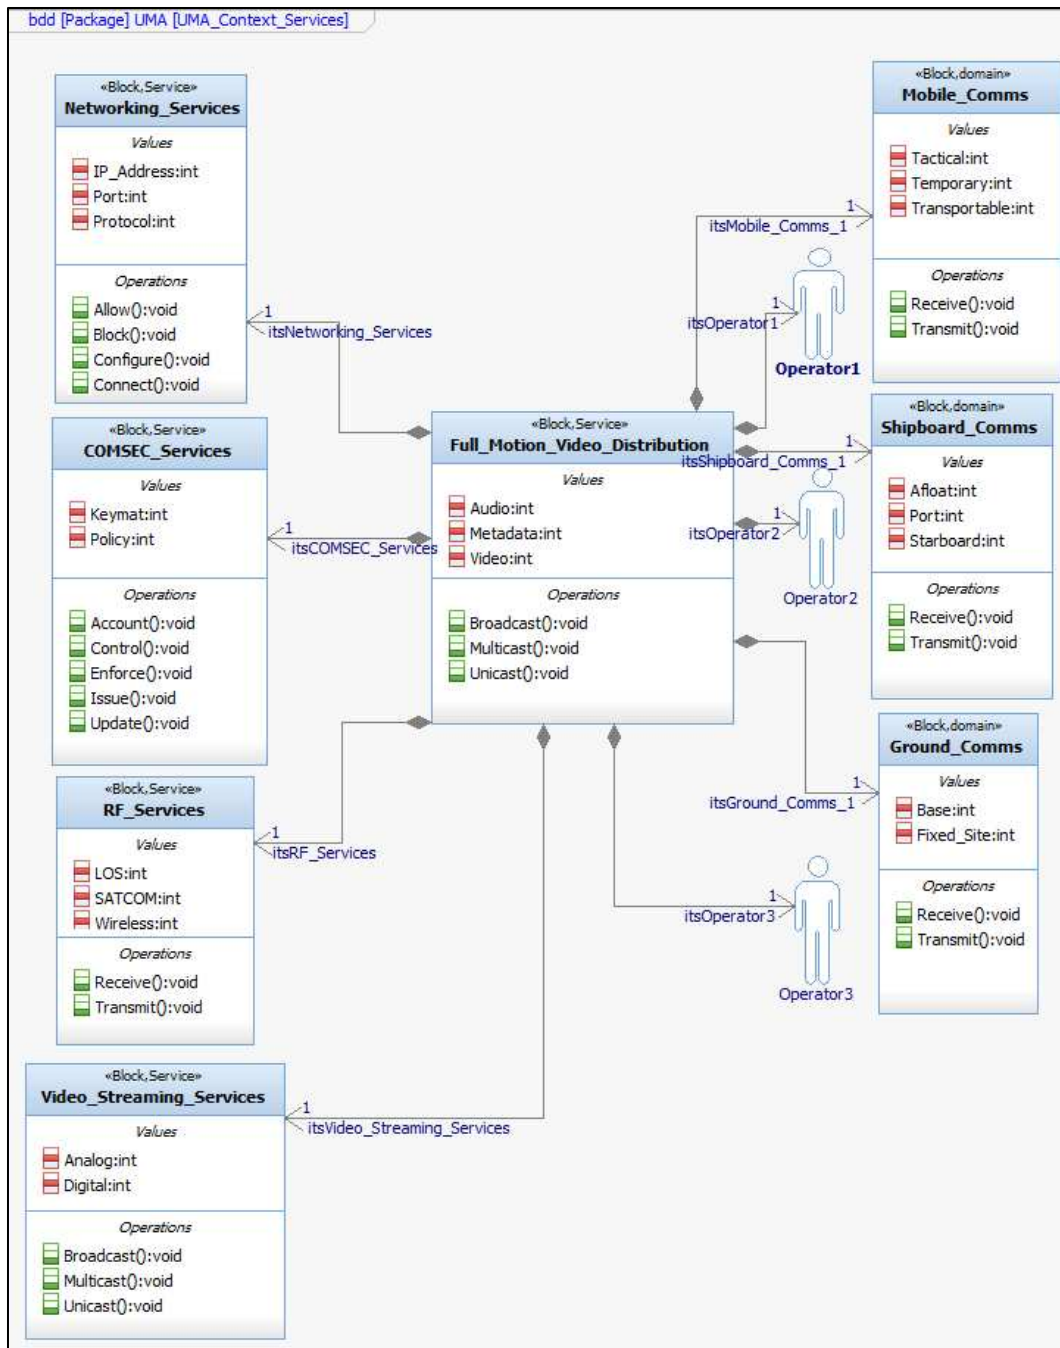 bdd [Package] UMA [UMA_Context_Services]
«Block,Service»
Networking_Services
Values
IP_Address:int
Port:int
Protocol:int
Operations
Allow():void
Block():void
Configure():void
Connect():void
1
itsNetworking_Services
«Block,Service»
COMSEC_Services
Values
Keymat:int
Policy:int
Operations
Account():void
Control():void
Enforce():void
Issue():void
Update():void
1
itsCOMSEC_Services
«Block,Service»
RF_Services
Values
LOS:int
SATCOM:int
Wireless:int
Operations
Receive():void
Transmit():void
1
itsRF_Services
«Block,Service»
Video_Streaming_Services
Values
Analog:int
Digital:int
Operations
Broadcast():void
Multicast():void
Unicast():void
1
itsVideo_Streaming_Services
«Block,Service»
Full_Motion_Video_Distribution
Values
Audio:int
Metadata:int
Video:int
Operations
Broadcast():void
Multicast():void
Unicast():void
«Block,domain»
Mobile_Comms
Values
Tactical:int
Temporary:int
Transportable:int
Operations
Receive():void
Transmit():void
1
itsMobile_Comms_1
1
itsOperator1
Operator1
«Block,domain»
Shipboard_Comms
Values
Afloat:int
Port:int
Starboard:int
Operations
Receive():void
Transmit():void
1
itsShipboard_Comms_1
1
itsOperator2
Operator2
«Block,domain»
Ground_Comms
Values
Base:int
Fixed_Site:int
Operations
Receive():void
Transmit():void
1
itsGround_Comms_1
1
itsOperator3
Operator3